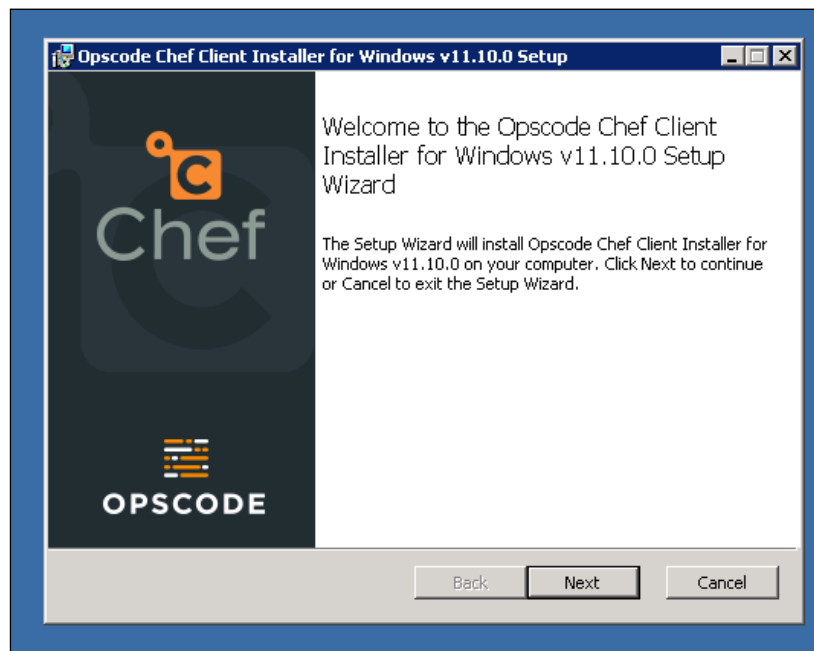 Opscode Chef Client Installer for Windows v11.10.0 Setup
Welcome to the Opscode Chef Client
Installer for Windows v11.10.0 Setup
Wizard
The Setup Wizard will install Opscode Chef Client Installer for
Windows v11.10.0 on your computer. Click Next to continue
or Cancel to exit the Setup Wizard.
C
Chef
OPSCODE
Back Next Cancel